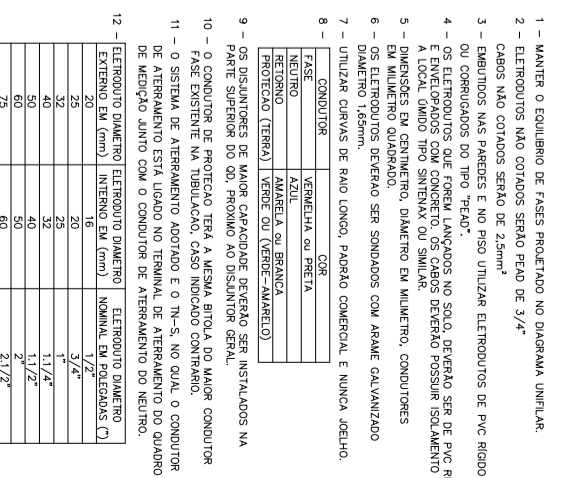 1 – MANTER O EQUILIBRIO DE FASES PROJETADO NO DIAGRAMA UNIFILAR.
2 – ELETRODUTOS NÃO COTADOS SERÃO PEAD DE 3/4"
CABOS NÃO COTADOS SERÃO DE 2,5mm²
3 – EMBUTIDOS NAS PAREDES E NO PISO UTILIZAR ELETRODUTOS DE PVC RÍGIDO
OU CORRUGADOS DO TIPO "PEAD".
4 – OS ELETRODUTOS QUE FOREM LANÇADOS NO SOLO, DEVERÃO SER DE PVC
E ENVELOPADOS COM CONCRETO OS CABOS DEVERÃO POSSUIR ISOLAMENTO
A LOCAL ÚMIDO TIPO SINTENAX OU SIMILAR.
5 – DIMENSÕES EM CENTIMETRO, DIÂMETRO EM MILIMETRO, CONDUTORES
EM MILIMETRO QUADRADO.
6 – OS ELETRODUTOS DEVERAO SER SONDADOS COM ARAME GALVANIZADO
DIAMETRO 1,65mm.
7 – UTILIZAR CURVAS DE RAIO LONGO, PADRÃO COMERCIAL E NUNCA JOELHO.
8 – CONDUTOR COR
FASE VERMELHA ou PRETA
NEUTRO AZUL
RETORNO AMARELA ou BRANCA
PROTECAO (TERRA) VERDE OU (VERDE-AMARELO)
9 – OS DISJUNTORES DE MAIOR CAPACIDADE DEVERÃO SER INSTALADOS NA
PARTE SUPERIOR DO QD, PROXIMO AO DISJUNTOR GERAL.
10 – O CONDUTOR DE PROTECAO TERÁ A MESMA BITOLA DO MAIOR CONDUTOR
FASE EXISTENTE NA TUBULACAO, CASO INDICADO CONTRARIO.
11 – O SISTEMA DE ATERRAMENTO ADOTADO E O TN-S, NO QUAL O CONDUTOR
DE ATERRAMENTO ESTÁ LIGADO NO TERMINAL DE ATERRAMENTO DO QUADRO
DE MEDIÇÃO JUNTO COM O CONDUTOR DE ATERRAMENTO DO NEUTRO.
12 – ELETRODUTO DIAMETRO ELETRODUTO DIAMETRO ELETRODUTO DIAMETRO
EXTERNO EM (mm) INTERNO EM (mm) NOMINAL EM POLEGADAS (")
20 16 1/2"
25 20 3/4"
32 25 1"
40 32 1.1/4"
50 40 1.1/2"
60 50 2"
75 60 2.1/2"